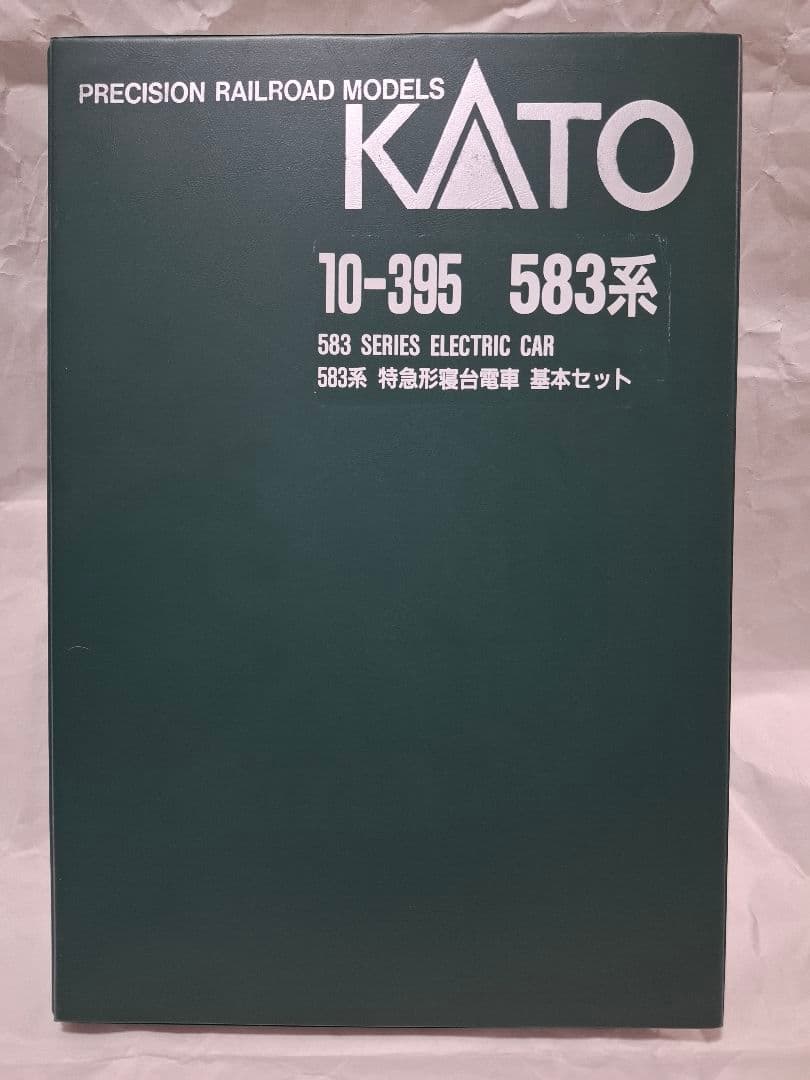 PRECISION RAILROAD MODELS
KATO
10-395 583系
583 SERIES ELECTRIC CAR
583系 特急形寝台電車 基本セット